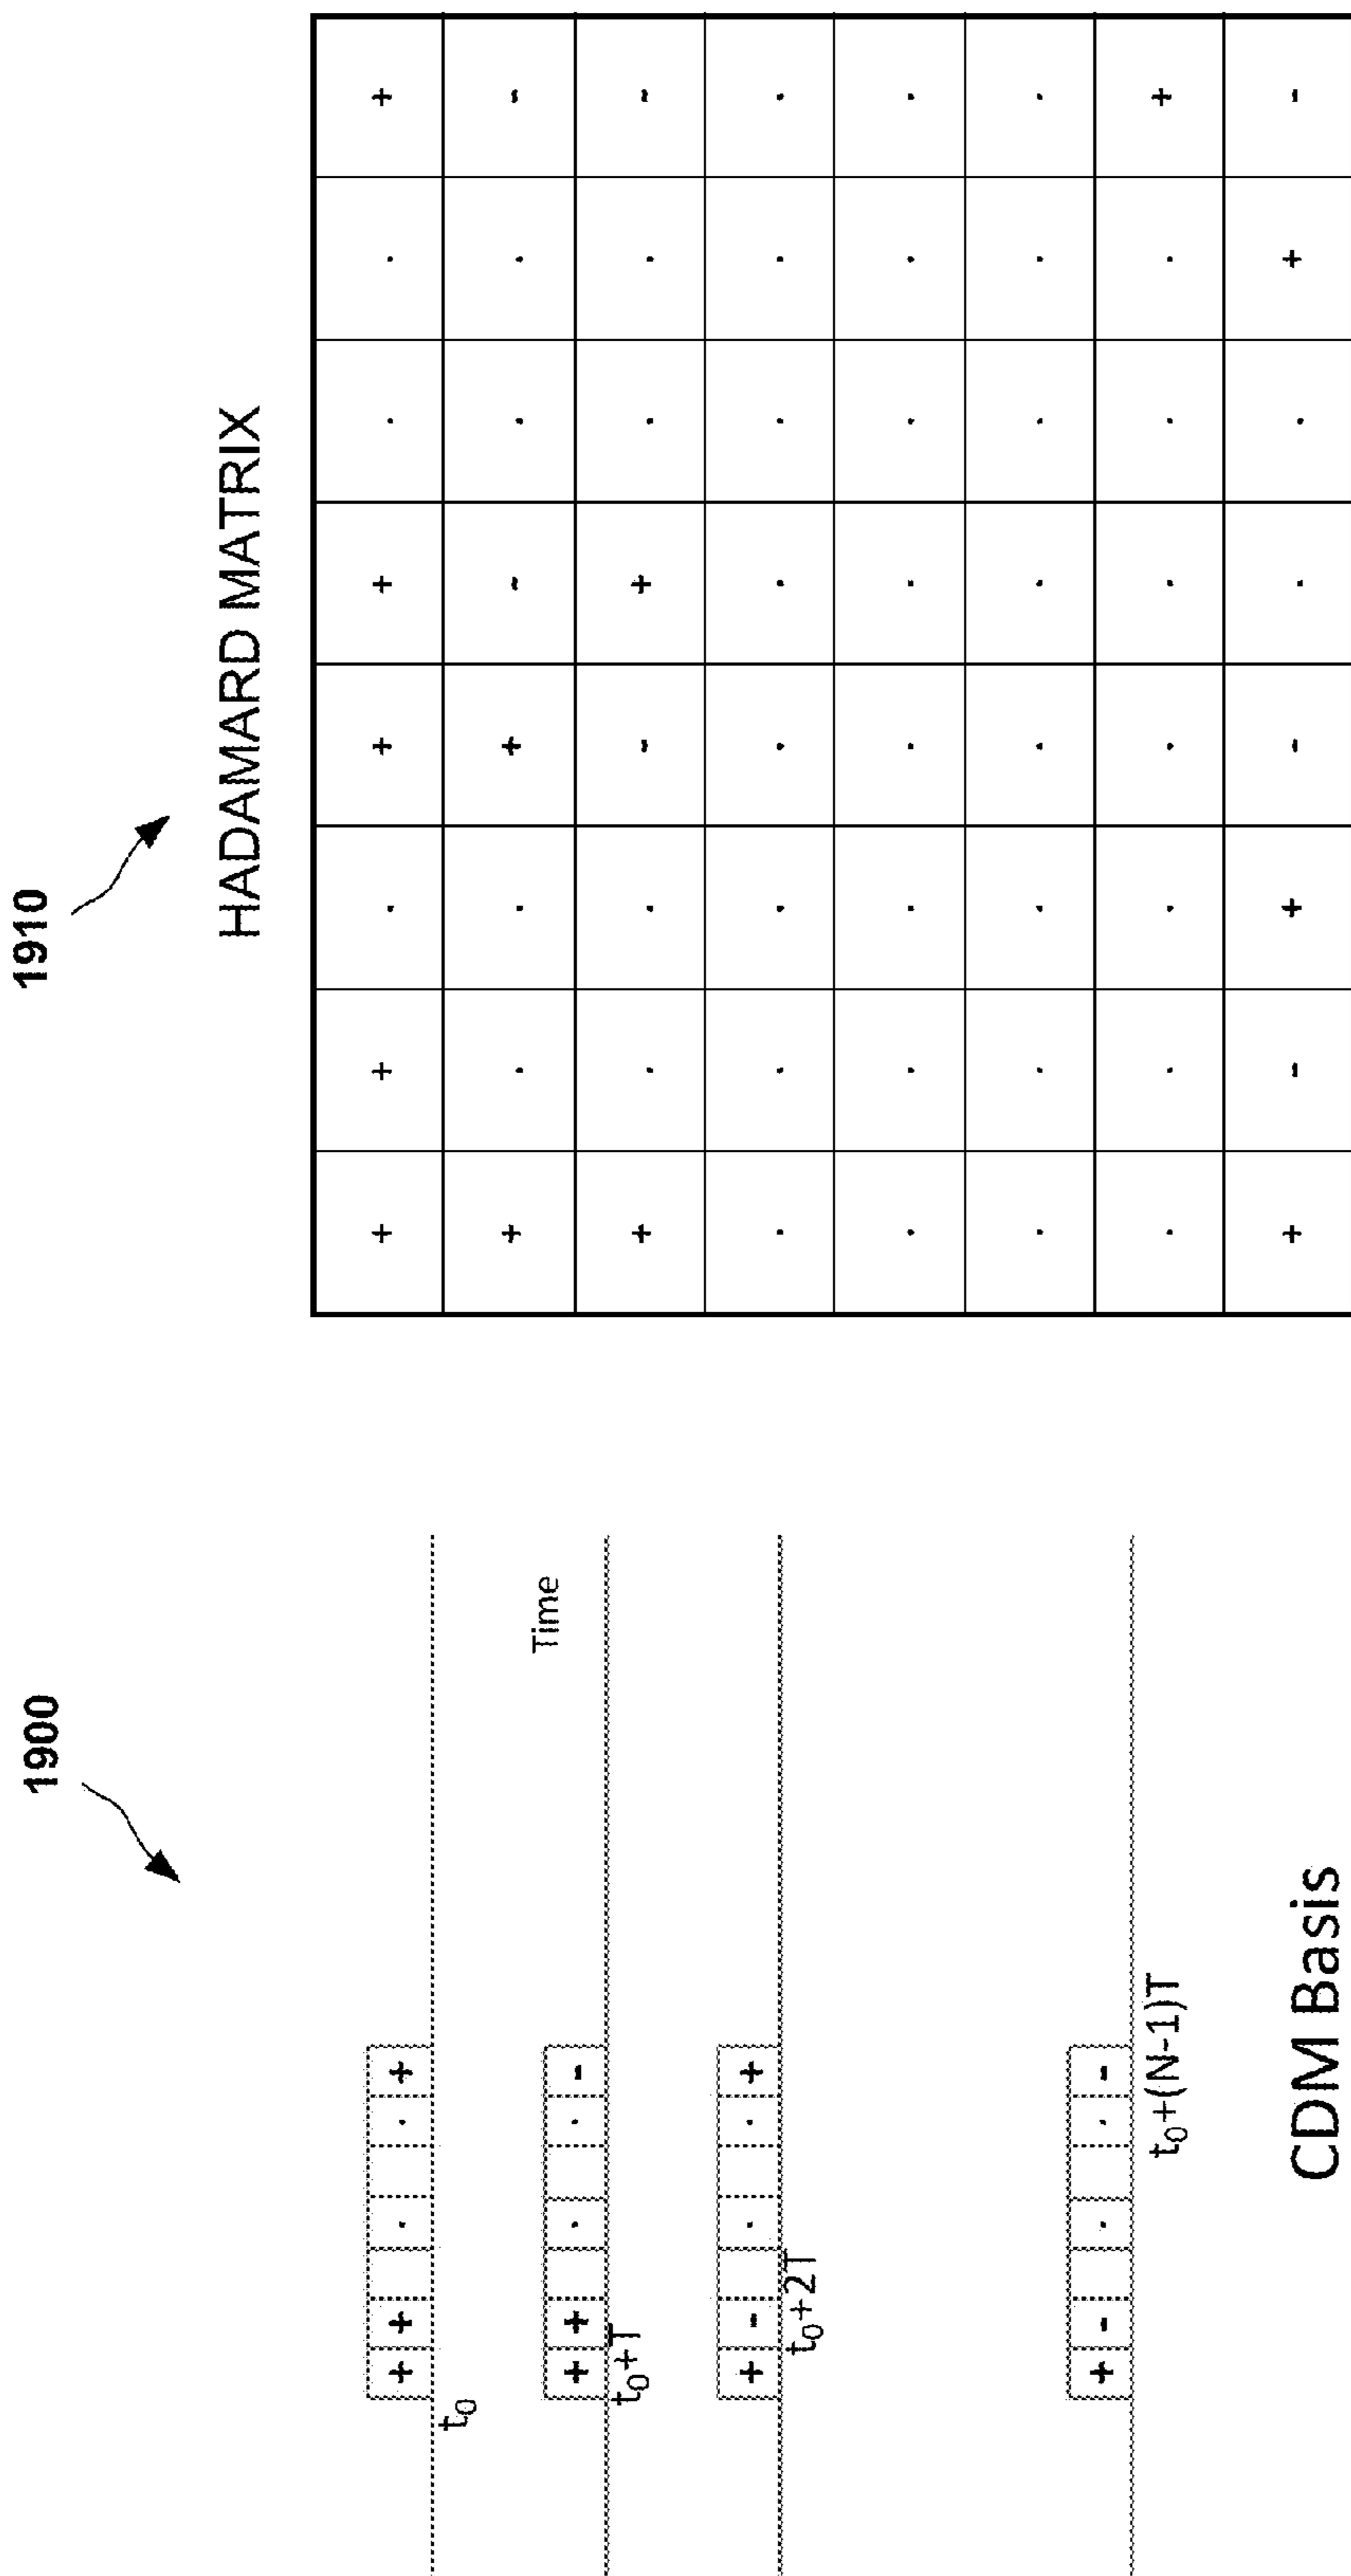 1900
+ + . . +
t₀
Time
+ + . . -
t₀+T
+ - . . +
t₀+2T
+ - . . -
t₀+(N-1)T
CDM Basis
1910
HADAMARD MATRIX
+ + . + + . . +
+ . . + - . . -
+ . . - + . . -
. . . . . . . .
. . . . . . . .
. . . . . . . .
. . . . . . . +
+ - + - . . + -